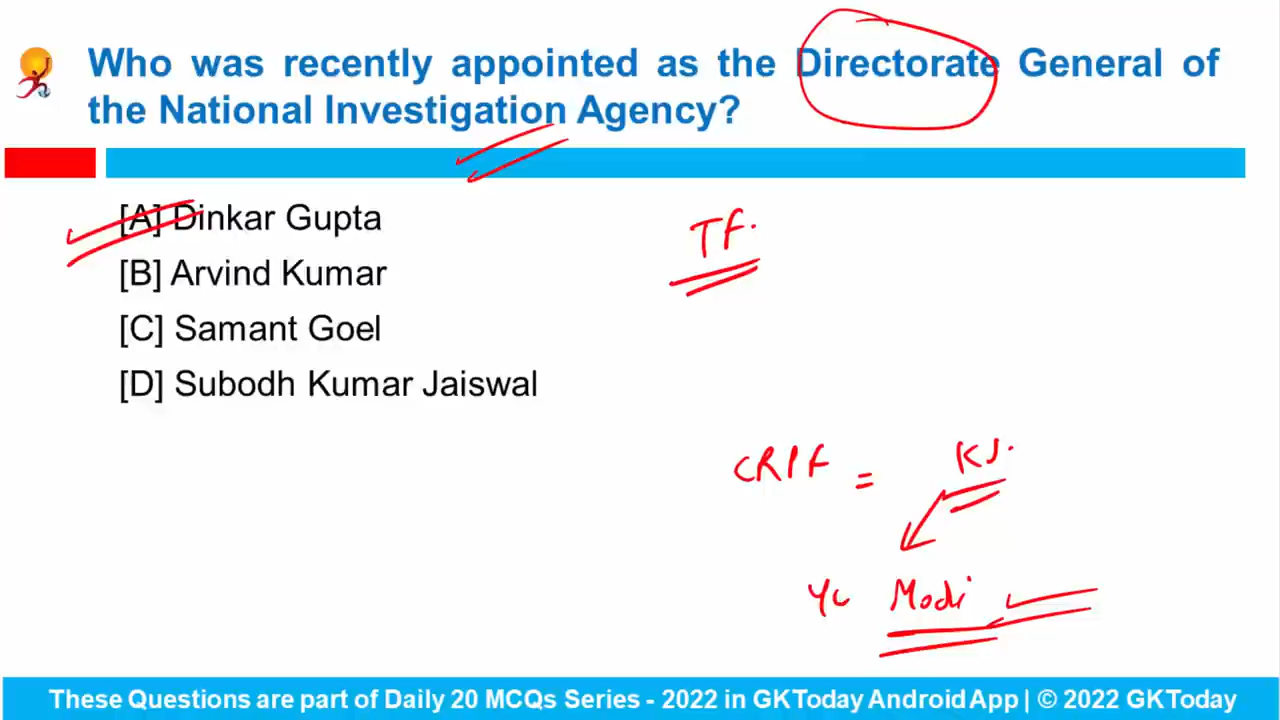 Who was recently appointed as the Directorate General of
the National Investigation Agency?
[A] Dinkar Gupta
[B] Arvind Kumar
[C] Samant Goel
[D] Subodh Kumar Jaiswal
TF.
CRPF = KS.
YC Modi
These Questions are part of Daily 20 MCQs Series - 2022 in GKToday Android App | © 2022 GKToday